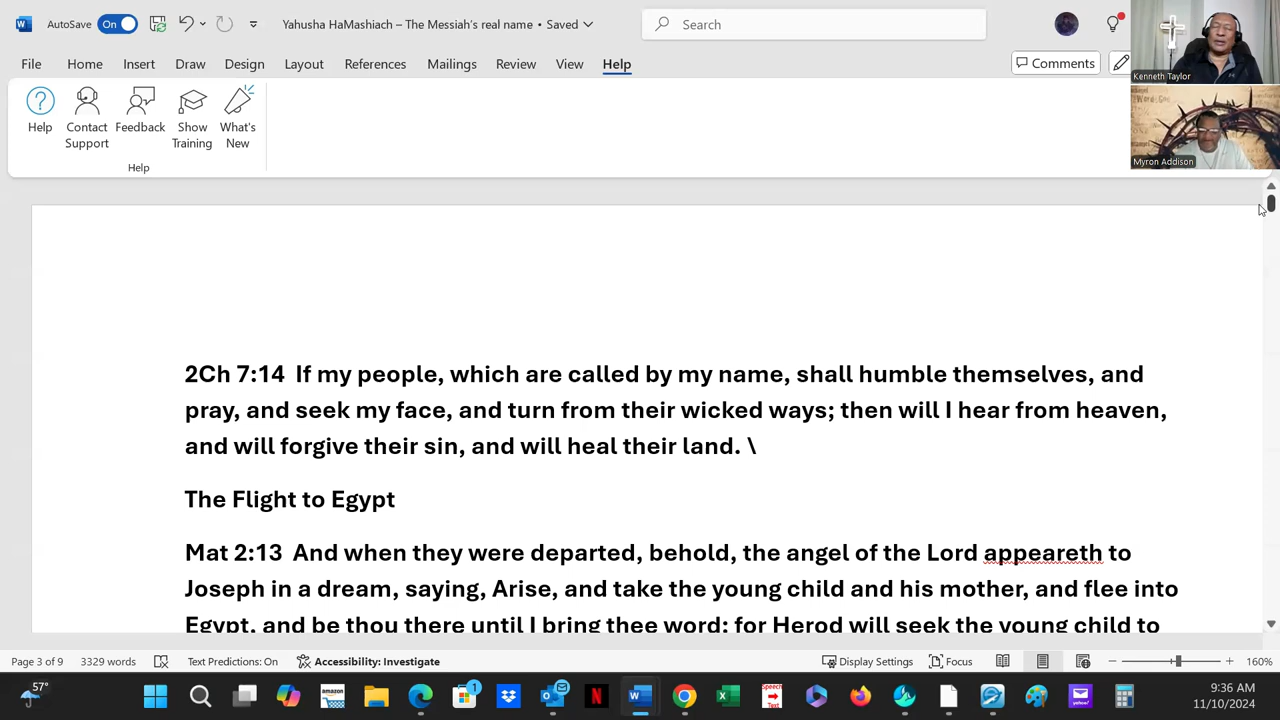 AutoSave On Yahusha HaMashiach – The Messiah's real name • Saved Search
File Home Insert Draw Design Layout References Mailings Review View Help Comments
Help Contact Support Feedback Show Training What's New
Help
Kenneth Taylor
Myron Addison
2Ch 7:14 If my people, which are called by my name, shall humble themselves, and
pray, and seek my face, and turn from their wicked ways; then will I hear from heaven,
and will forgive their sin, and will heal their land. \
The Flight to Egypt
Mat 2:13 And when they were departed, behold, the angel of the Lord appeareth to
Joseph in a dream, saying, Arise, and take the young child and his mother, and flee into
Egypt, and be thou there until I bring thee word: for Herod will seek the young child to
Page 3 of 9 3329 words Text Predictions: On Accessibility: Investigate Display Settings Focus 160%
57° amazon 1 Speech to Text yahoo! 9:36 AM
11/10/2024